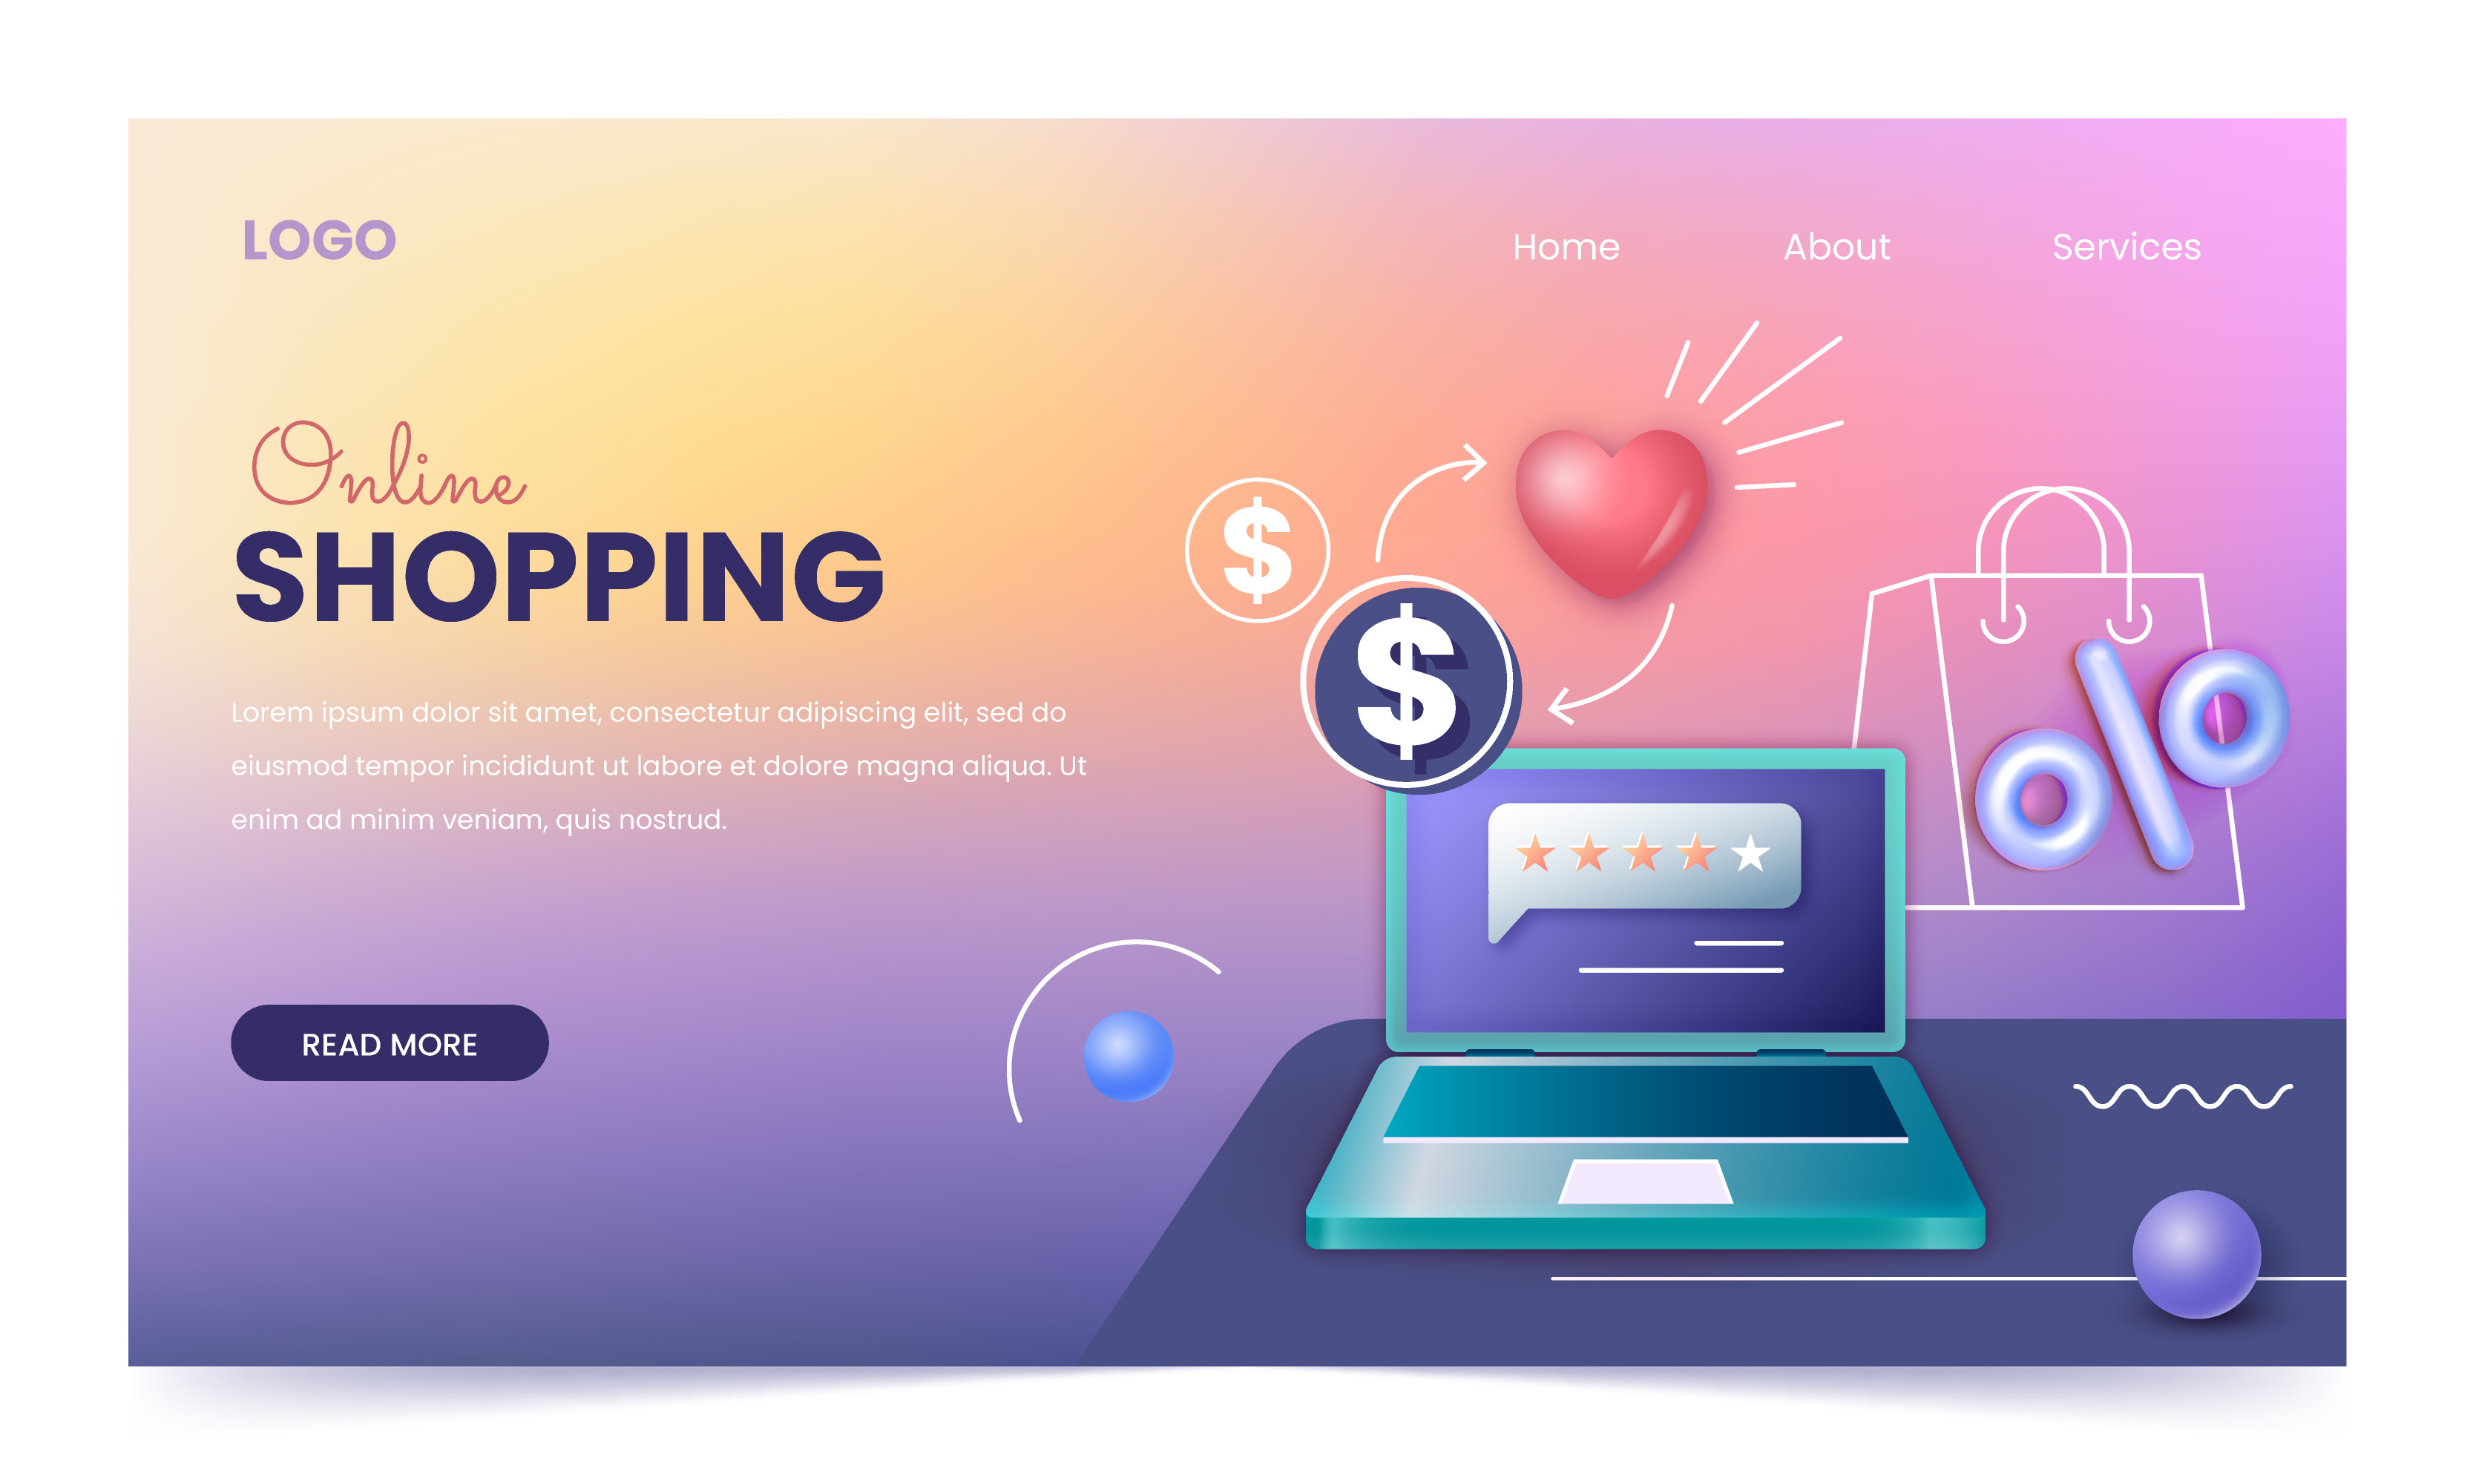 LOGO
Home
About
Services
Online
SHOPPING
Lorem ipsum dolor sit amet, consectetur adipiscing elit, sed do
eiusmod tempor incididunt ut labore et dolore magna aliqua. Ut
enim ad minim veniam, quis nostrud.
READ MORE
$
$
%